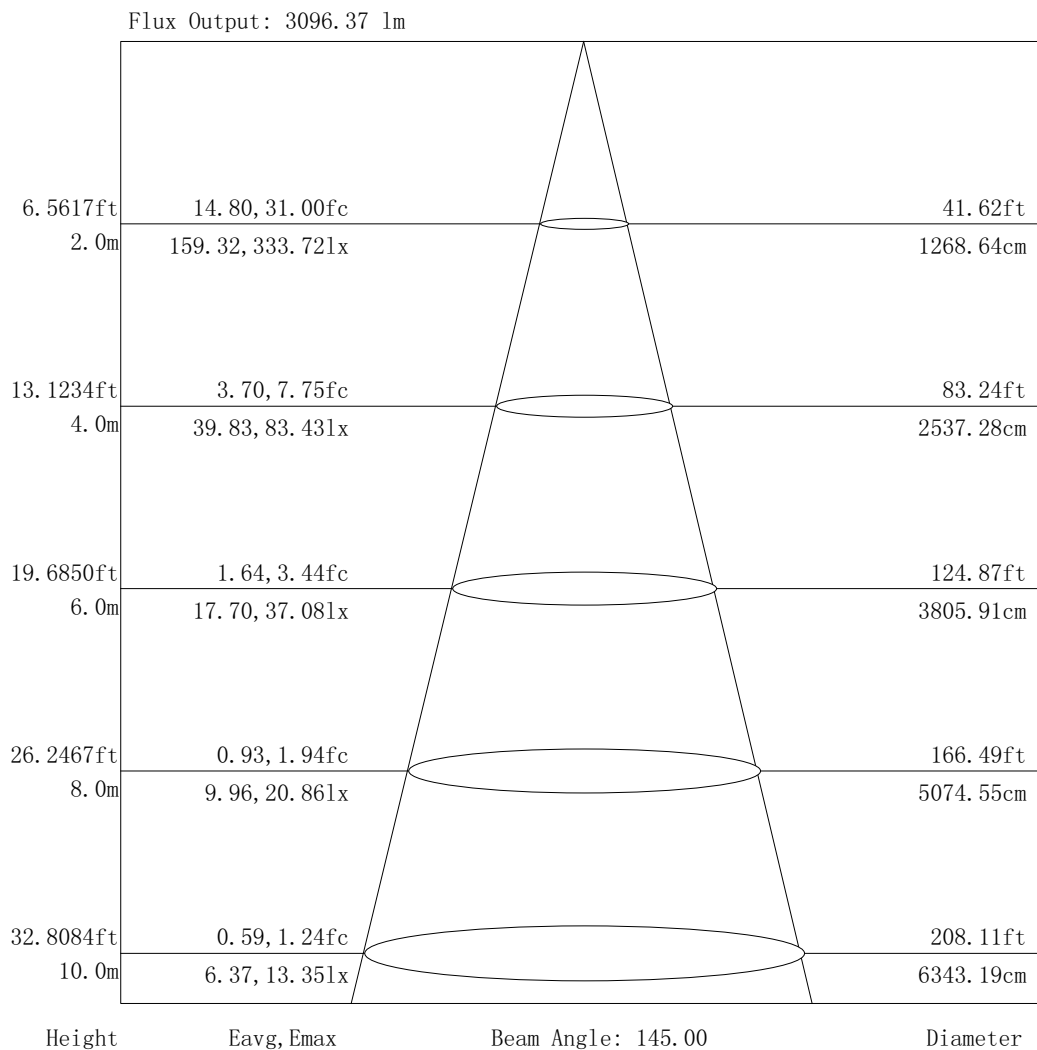 Flux Output: 3096.37 lm
6.5617ft 14.80,31.00fc 41.62ft
2.0m 159.32,333.72lx 1268.64cm
13.1234ft 3.70,7.75fc 83.24ft
4.0m 39.83,83.43lx 2537.28cm
19.6850ft 1.64,3.44fc 124.87ft
6.0m 17.70,37.08lx 3805.91cm
26.2467ft 0.93,1.94fc 166.49ft
8.0m 9.96,20.86lx 5074.55cm
32.8084ft 0.59,1.24fc 208.11ft
10.0m 6.37,13.35lx 6343.19cm
Height Eavg,Emax Beam Angle: 145.00 Diameter